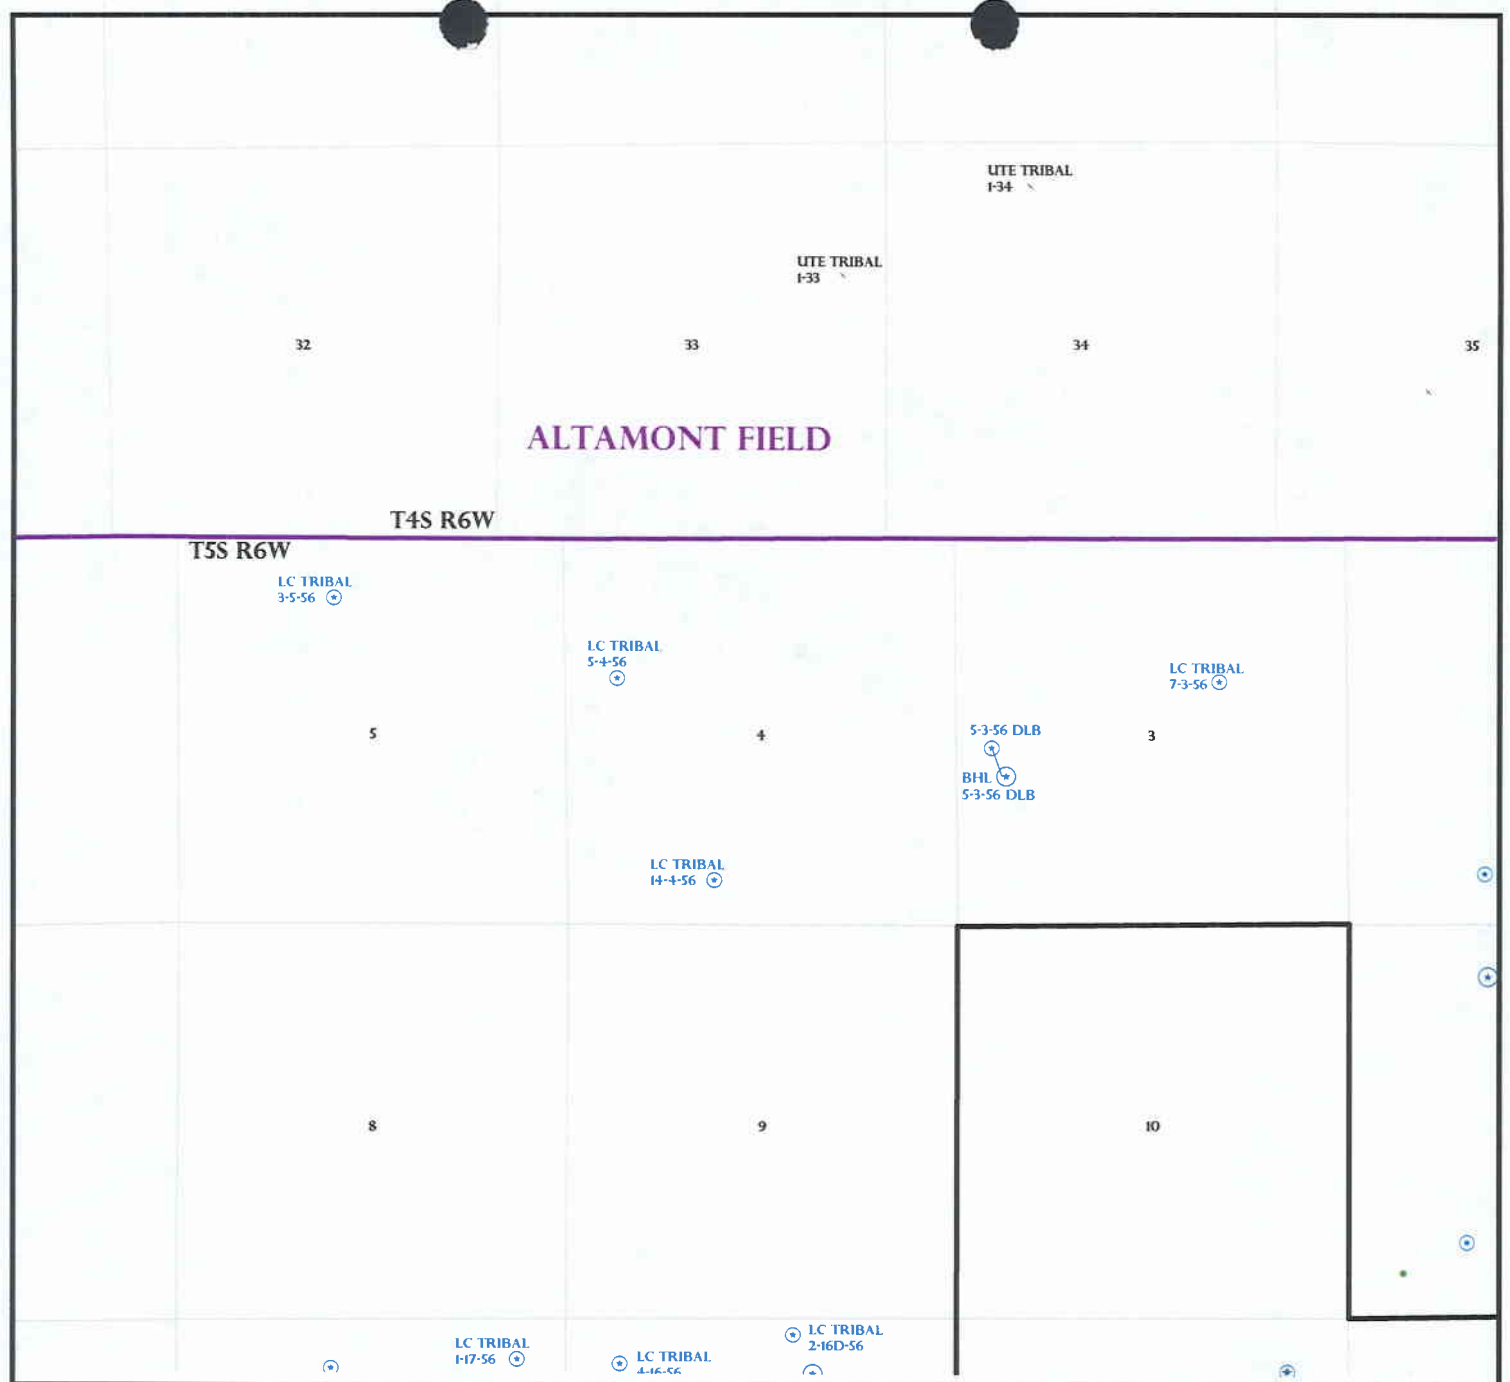 UTE TRIBAL
1-34
UTE TRIBAL
1-33
32
33
34
35
ALTAMONT FIELD
T4S R6W
T5S R6W
LC TRIBAL
3-5-56
LC TRIBAL
5-4-56
LC TRIBAL
7-3-56
5
4
5-3-56 DLB
3
BHL
5-3-56 DLB
LC TRIBAL
14-4-56
8
9
10
LC TRIBAL
2-16D-56
LC TRIBAL
1-17-56
LC TRIBAL
4-16-56